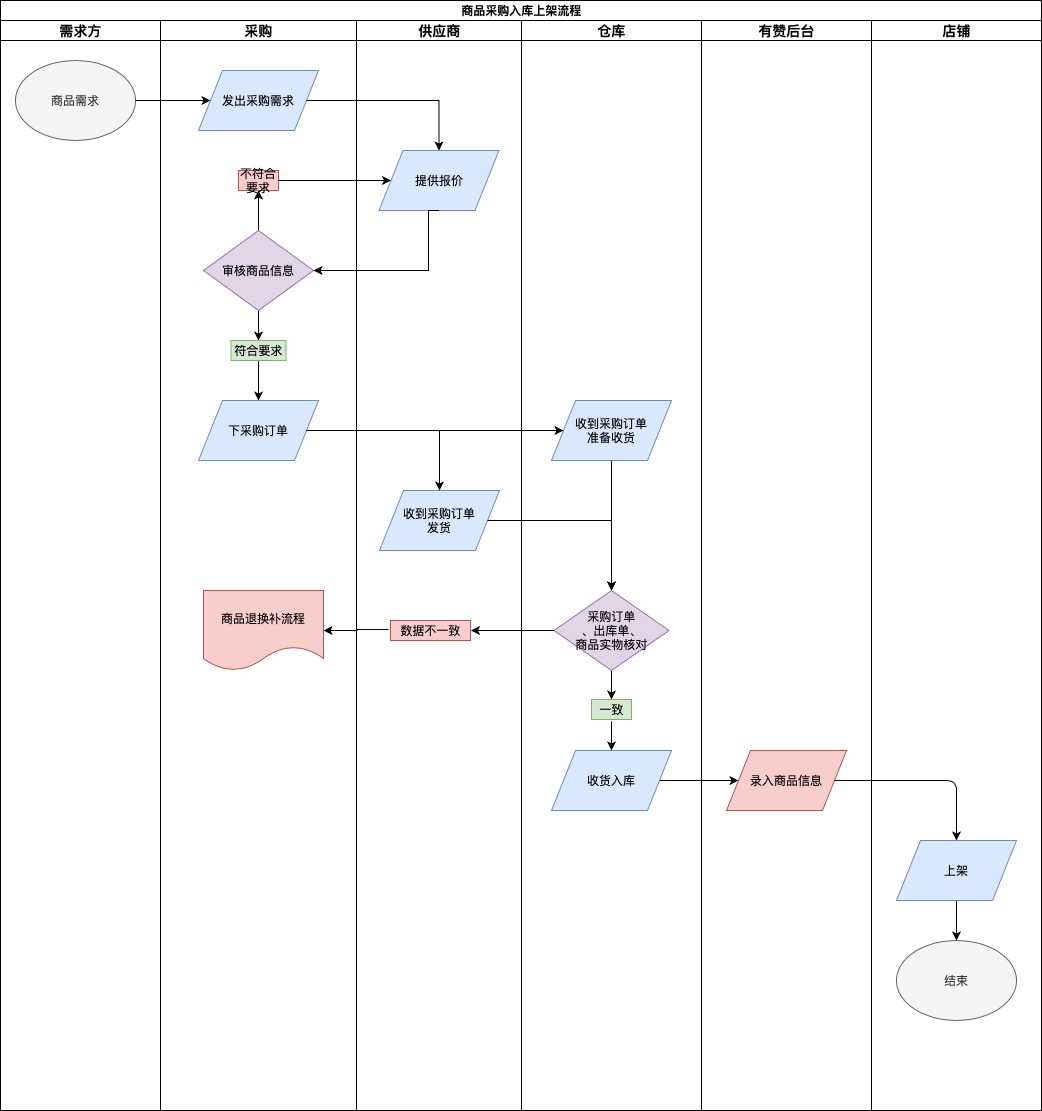 商品采购入库上架流程
需求方
采购
供应商
仓库
有赞后台
店铺
商品需求
发出采购需求
提供报价
不符合
要求
审核商品信息
符合要求
下采购订单
收到采购订单
准备收货
收到采购订单
发货
商品退换补流程
数据不一致
采购订单
、出库单、
商品实物核对
一致
收货入库
录入商品信息
上架
结束